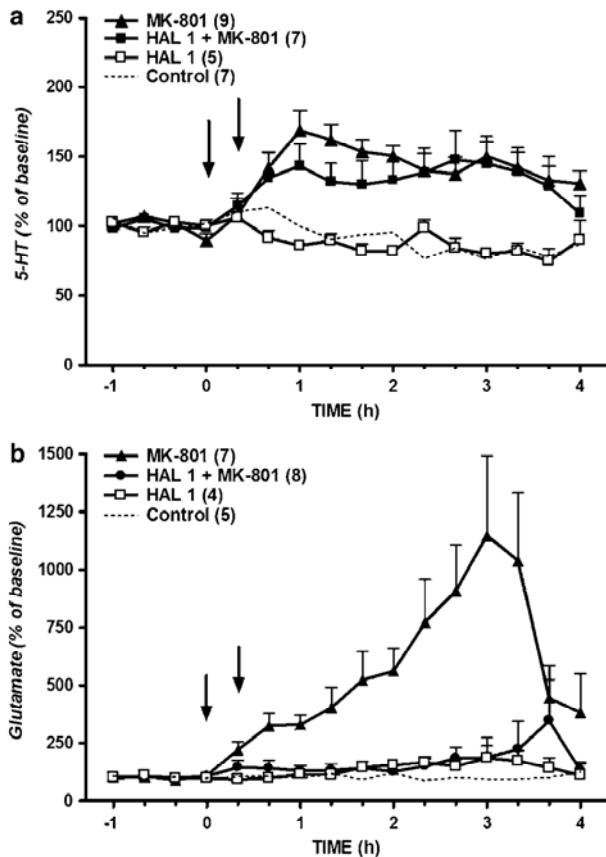 a
MK-801 (9)
HAL 1 + MK-801 (7)
HAL 1 (5)
Control (7)
5-HT (% of baseline)
250
200
150
100
50
0
-1 0 1 2 3 4
TIME (h)
b
MK-801 (7)
HAL 1 + MK-801 (8)
HAL 1 (4)
Control (5)
Glutamate (% of baseline)
1500
1250
1000
750
500
250
0
-1 0 1 2 3 4
TIME (h)